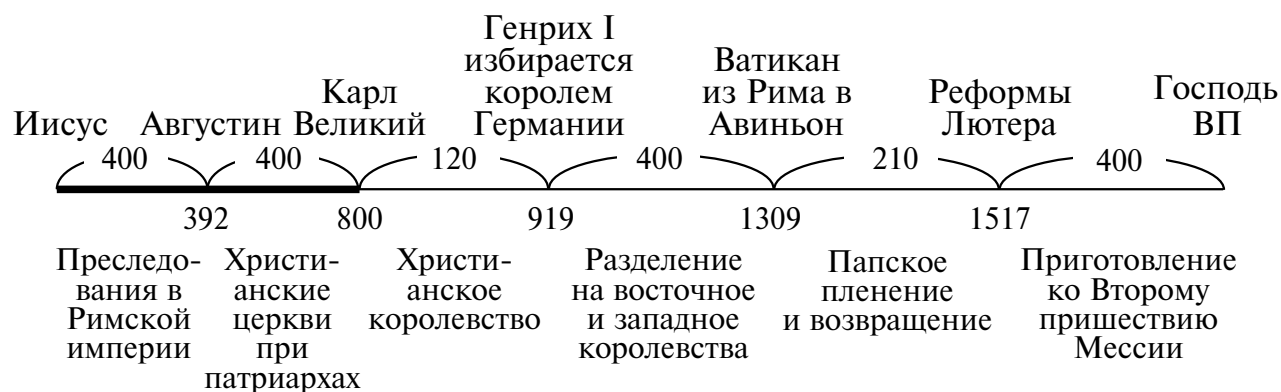 Иисус
Августин
Карл
Великий
Генрих I
избирается
королем
Германии
Ватикан
из Рима в
Авиньон
Реформы
Лютера
Господь
ВП
400
400
120
400
210
400
392
800
919
1309
1517
Преследо-
вания в
Римской
империи
Христи-
анские
церкви
при
патриархах
Христи-
анское
королевство
Разделение
на восточное
и западное
королевства
Папское
пленение
и возвращение
Приготовление
ко Второму
пришествию
Мессии